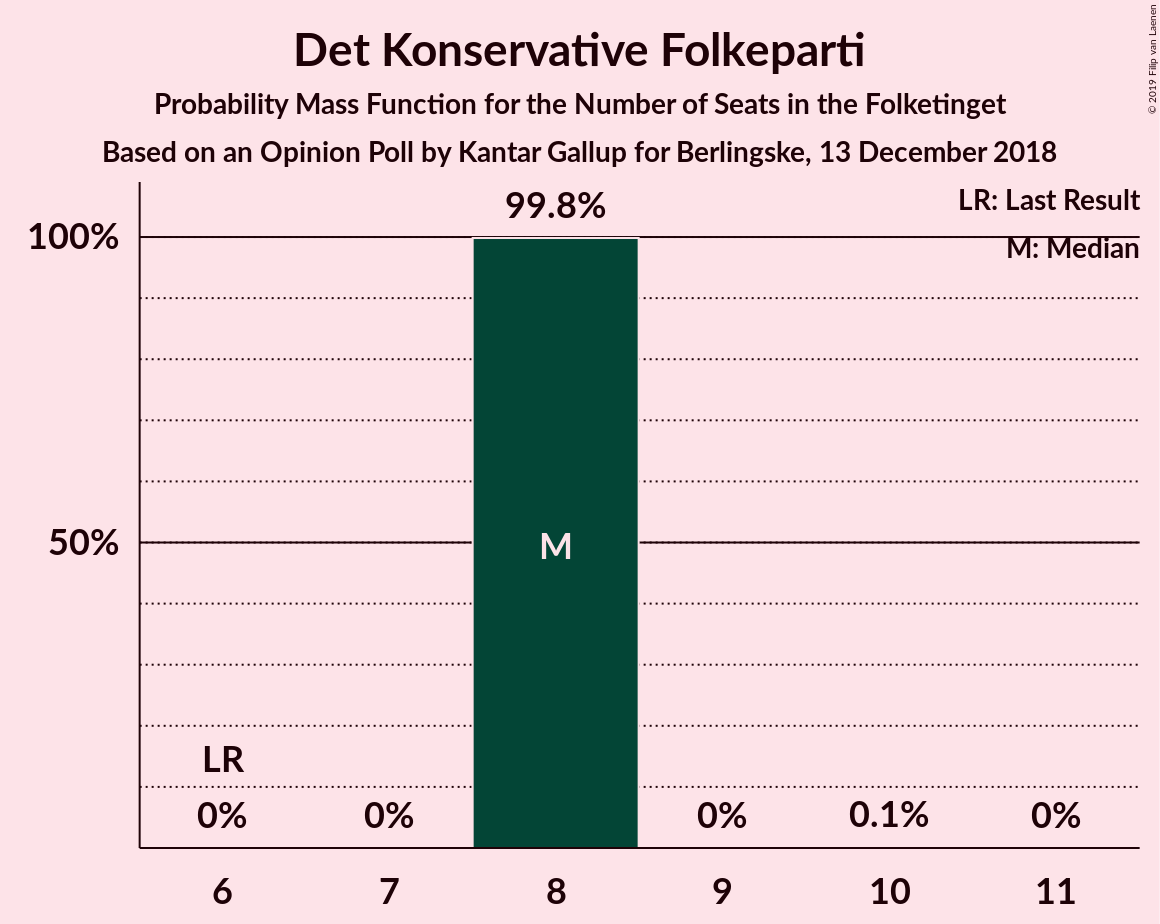 Det Konservative Folkeparti
Probability Mass Function for the Number of Seats in the Folketinget
Based on an Opinion Poll by Kantar Gallup for Berlingske, 13 December 2018
© 2019 Filip van Laenen
LR: Last Result
M: Median
99.8%
100%
50%
M
LR
0%
0%
0%
0.1%
0%
6
7
8
9
10
11